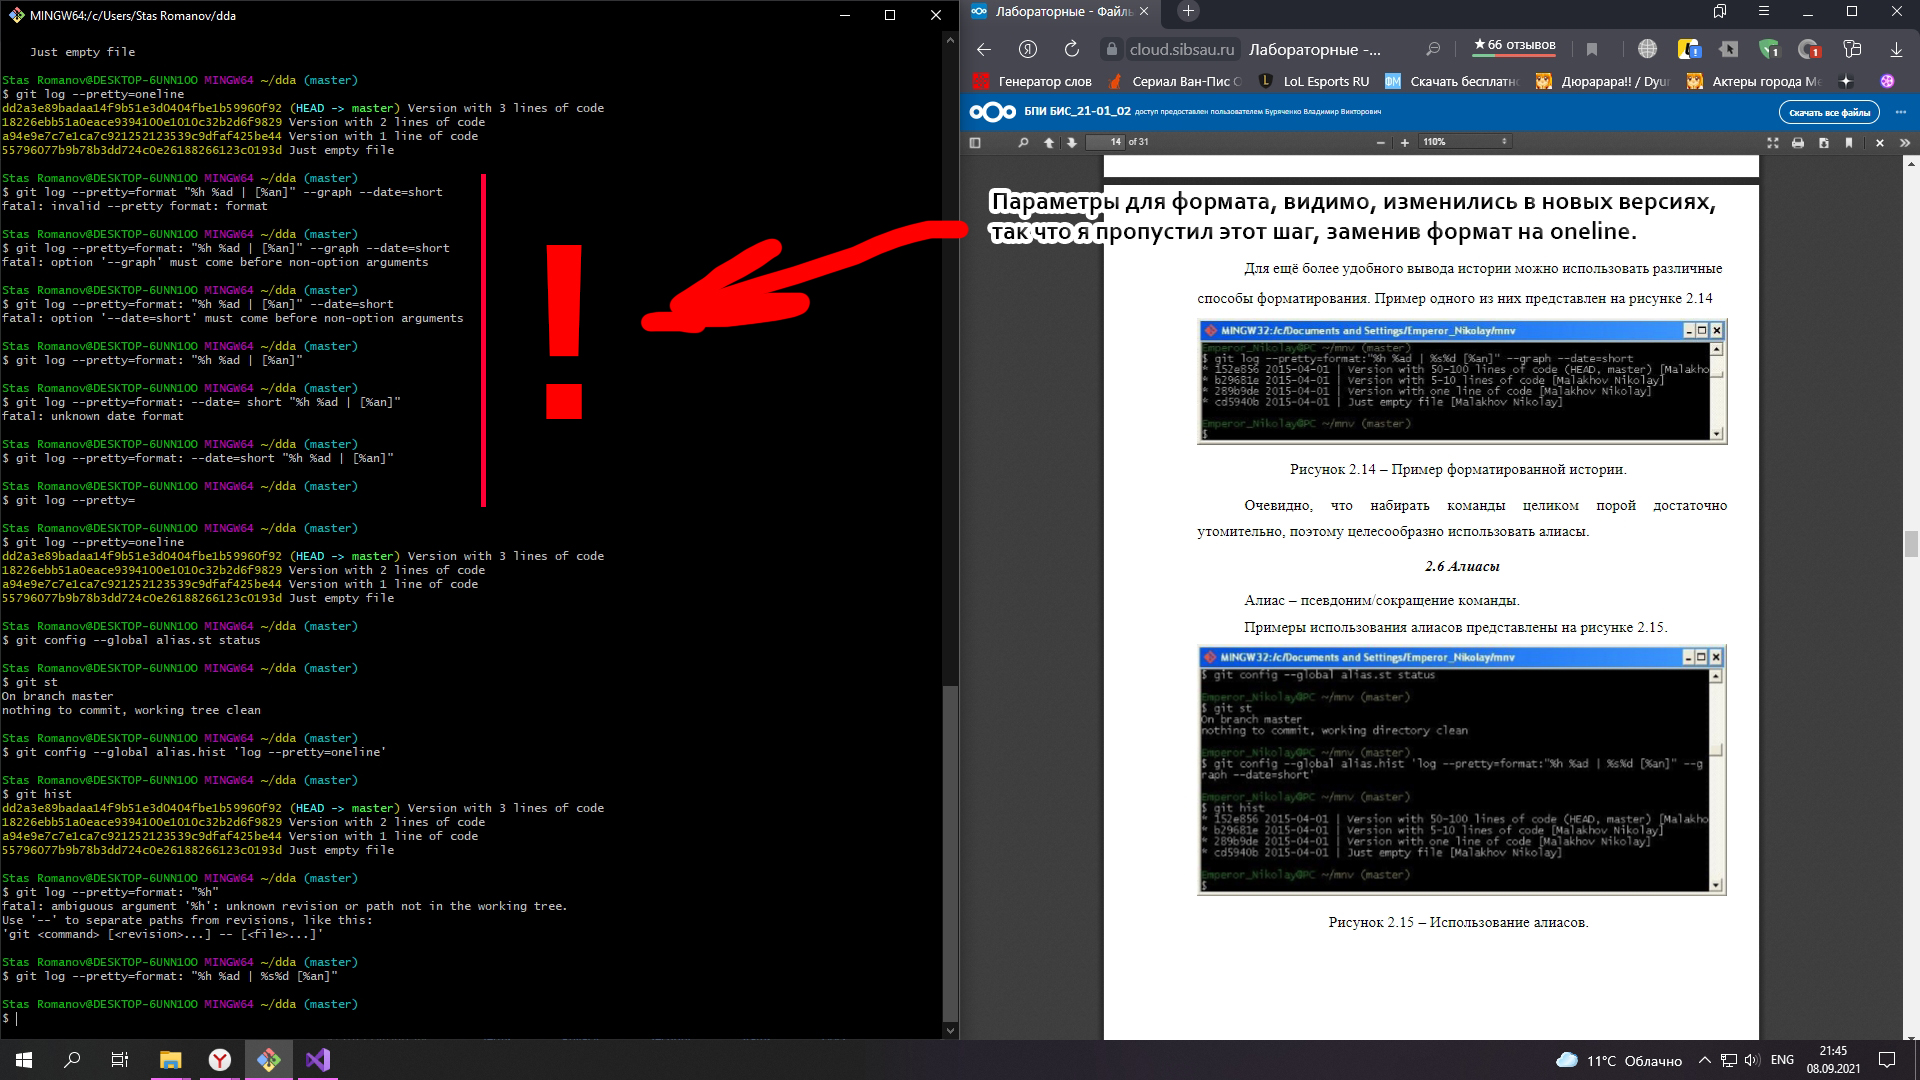 MINGW64:/c/Users/Stas Romanov/dda
Just empty file
Stas Romanov@DESKTOP-6UNN1OO MINGW64 ~/dda (master)
$ git log --pretty=oneline
dd2a3e89badaa14f9b51e3d0404fbe1b59960f92 (HEAD -> master) Version with 3 lines of code
18226ebb51a0eace9394100e1010c32b2d6f9829 Version with 2 lines of code
a94e9e7c7e1ca7c921252123539c9dfaf425be44 Version with 1 line of code
55796077b9b78b3dd724c0e26188266123c0193d Just empty file
Stas Romanov@DESKTOP-6UNN1OO MINGW64 ~/dda (master)
$ git log --pretty=format "%h %ad | [%an]" --graph --date=short
fatal: invalid --pretty format: format
Stas Romanov@DESKTOP-6UNN1OO MINGW64 ~/dda (master)
$ git log --pretty=format: "%h %ad | [%an]" --graph --date=short
fatal: option '--graph' must come before non-option arguments
Stas Romanov@DESKTOP-6UNN1OO MINGW64 ~/dda (master)
$ git log --pretty=format: "%h %ad | [%an]" --date=short
fatal: option '--date=short' must come before non-option arguments
Stas Romanov@DESKTOP-6UNN1OO MINGW64 ~/dda (master)
$ git log --pretty=format: "%h %ad | [%an]"
Stas Romanov@DESKTOP-6UNN1OO MINGW64 ~/dda (master)
$ git log --pretty=format: --date= short "%h %ad | [%an]"
fatal: unknown date format
Stas Romanov@DESKTOP-6UNN1OO MINGW64 ~/dda (master)
$ git log --pretty=format: --date=short "%h %ad | [%an]"
Stas Romanov@DESKTOP-6UNN1OO MINGW64 ~/dda (master)
$ git log --pretty=
Stas Romanov@DESKTOP-6UNN1OO MINGW64 ~/dda (master)
$ git log --pretty=oneline
dd2a3e89badaa14f9b51e3d0404fbe1b59960f92 (HEAD -> master) Version with 3 lines of code
18226ebb51a0eace9394100e1010c32b2d6f9829 Version with 2 lines of code
a94e9e7c7e1ca7c921252123539c9dfaf425be44 Version with 1 line of code
55796077b9b78b3dd724c0e26188266123c0193d Just empty file
Stas Romanov@DESKTOP-6UNN1OO MINGW64 ~/dda (master)
$ git config --global alias.st status
Stas Romanov@DESKTOP-6UNN1OO MINGW64 ~/dda (master)
$ git st
On branch master
nothing to commit, working tree clean
Stas Romanov@DESKTOP-6UNN1OO MINGW64 ~/dda (master)
$ git config --global alias.hist 'log --pretty=oneline'
Stas Romanov@DESKTOP-6UNN1OO MINGW64 ~/dda (master)
$ git hist
dd2a3e89badaa14f9b51e3d0404fbe1b59960f92 (HEAD -> master) Version with 3 lines of code
18226ebb51a0eace9394100e1010c32b2d6f9829 Version with 2 lines of code
a94e9e7c7e1ca7c921252123539c9dfaf425be44 Version with 1 line of code
55796077b9b78b3dd724c0e26188266123c0193d Just empty file
Stas Romanov@DESKTOP-6UNN1OO MINGW64 ~/dda (master)
$ git log --pretty=format: "%h"
fatal: ambiguous argument '%h': unknown revision or path not in the working tree.
Use '--' to separate paths from revisions, like this:
'git <command> [<revision>...] -- [<file>...]'
Stas Romanov@DESKTOP-6UNN1OO MINGW64 ~/dda (master)
$ git log --pretty=format: "%h %ad | %s%d [%an]"
Stas Romanov@DESKTOP-6UNN1OO MINGW64 ~/dda (master)
$
!
Лабораторные - Файлы
cloud.sibsau.ru Лабораторные -... ★66 отзывов
Генератор слов Сериал Ван-Пис LoL Esports RU Скачать бесплатн Дюрарара!! / Dyur Актеры города Ме
БПИ БИС_21-01_02 доступ предоставлен пользователем Буряченко Владимир Викторович Скачать все файлы
14 of 31 110%
Параметры для формата, видимо, изменились в новых версиях,
так что я пропустил этот шаг, заменив формат на oneline.
Для ещё более удобного вывода истории можно использовать различные
способы форматирования. Пример одного из них представлен на рисунке 2.14
MINGW32:/c/Documents and Settings/Emperor_Nikolay/mnv
Emperor_Nikolay@PC ~/mnv (master)
$ git log --pretty=format:"%h %ad | %s%d [%an]" --graph --date=short
* 152e856 2015-04-01 | Version with 50-100 lines of code (HEAD, master) [Malakho
* b29681e 2015-04-01 | Version with 5-10 lines of code [Malakhov Nikolay]
* 289b9de 2015-04-01 | Version with one line of code [Malakhov Nikolay]
* cd5940b 2015-04-01 | Just empty file [Malakhov Nikolay]
Emperor_Nikolay@PC ~/mnv (master)
$
Рисунок 2.14 – Пример форматированной истории.
Очевидно, что набирать команды целиком порой достаточно
утомительно, поэтому целесообразно использовать алиасы.
2.6 Алиасы
Алиас – псевдоним/сокращение команды.
Примеры использования алиасов представлены на рисунке 2.15.
MINGW32:/c/Documents and Settings/Emperor_Nikolay/mnv
$ git config --global alias.st status
Emperor_Nikolay@PC ~/mnv (master)
$ git st
On branch master
nothing to commit, working directory clean
Emperor_Nikolay@PC ~/mnv (master)
$ git config --global alias.hist 'log --pretty=format:"%h %ad | %s%d [%an]" --g
raph --date=short'
Emperor_Nikolay@PC ~/mnv (master)
$ git hist
* 152e856 2015-04-01 | Version with 50-100 lines of code (HEAD, master) [Malakho
* b29681e 2015-04-01 | Version with 5-10 lines of code [Malakhov Nikolay]
* 289b9de 2015-04-01 | Version with one line of code [Malakhov Nikolay]
* cd5940b 2015-04-01 | Just empty file [Malakhov Nikolay]
Emperor_Nikolay@PC ~/mnv (master)
$
Рисунок 2.15 – Использование алиасов.
11°C Облачно ENG 21:45
08.09.2021